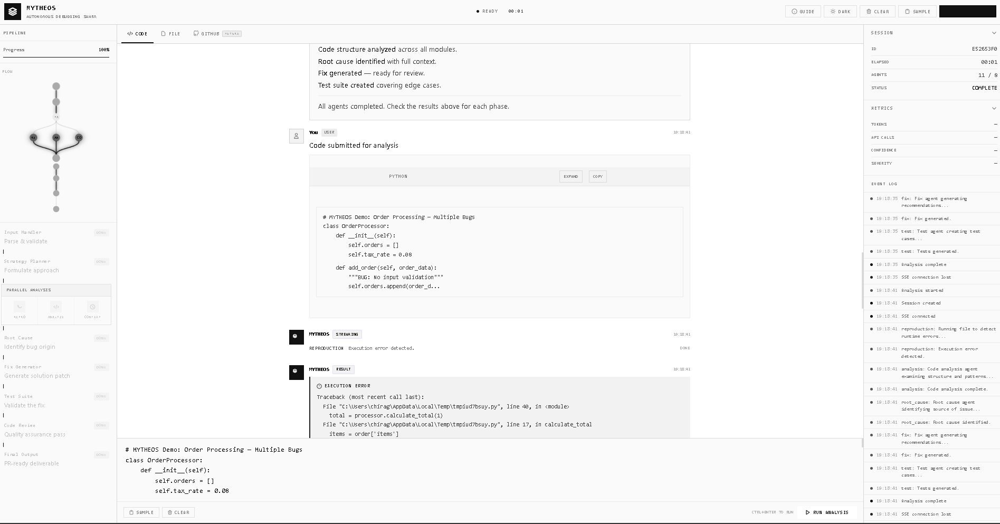 MYTHEOS
AUTONOMOUS DEBUGGING SWARM
READY 00:01
GUIDE
DARK
CLEAR
SAMPLE
PIPELINE
Progress 100%
FLOW
Input Handler DONE
Parse & validate
Strategy Planner DONE
Formulate approach
PARALLEL ANALYSIS
REPRO ANALYZE CONTEXT
Root Cause DONE
Identify bug origin
Fix Generator DONE
Generate solution patch
Test Suite DONE
Validate the fix
Code Review DONE
Quality assurance pass
Final Output DONE
PR-ready deliverable
CODE
FILE
GITHUB FUTURE
Code structure analyzed across all modules.
Root cause identified with full context.
Fix generated — ready for review.
Test suite created covering edge cases.
All agents completed. Check the results above for each phase.
You USER 19:18:41
Code submitted for analysis
PYTHON EXPAND COPY
# MYTHEOS Demo: Order Processing — Multiple Bugs
class OrderProcessor:
def __init__(self):
self.orders = []
self.tax_rate = 0.08
def add_order(self, order_data):
"""BUG: No input validation"""
self.orders.append(order_d...
MYTHEOS STREAMING 19:18:41
REPRODUCTION Execution error detected. DONE
MYTHEOS RESULT 19:18:41
EXECUTION ERROR
Traceback (most recent call last):
File "C:\Users\chirag\AppData\Local\Temp\tmpiud7bsuy.py", line 40, in <module>
total = processor.calculate_total(1)
File "C:\Users\chirag\AppData\Local\Temp\tmpiud7bsuy.py", line 17, in calculate_total
items = order['items']
# MYTHEOS Demo: Order Processing — Multiple Bugs
class OrderProcessor:
def __init__(self):
self.orders = []
self.tax_rate = 0.08
SAMPLE CLEAR
CTRL+ENTER TO RUN RUN ANALYSIS
SESSION
ID E52653F0
ELAPSED 00:01
AGENTS 11 / 8
STATUS COMPLETE
METRICS
TOKENS —
API CALLS —
CONFIDENCE —
SEVERITY —
EVENT LOG
19:18:35 fix: Fix agent generating
recommendations...
19:18:35 fix: Fix generated.
19:18:35 test: Test agent creating test
cases...
19:18:35 test: Tests generated.
19:18:35 Analysis complete
19:18:35 SSE connection lost
19:18:41 Analysis started
19:18:41 Session created
19:18:41 SSE connected
19:18:41 reproduction: Running file to detect
runtime errors...
19:18:41 reproduction: Execution error
detected.
19:18:41 analysis: Code analysis agent
examining structure and patterns...
19:18:41 analysis: Code analysis complete.
19:18:41 root_cause: Root cause agent
identifying source of issue...
19:18:41 root_cause: Root cause identified.
19:18:41 fix: Fix agent generating
recommendations...
19:18:41 fix: Fix generated.
19:18:41 test: Test agent creating test
cases...
19:18:41 test: Tests generated.
19:18:41 Analysis complete
19:18:41 SSE connection lost